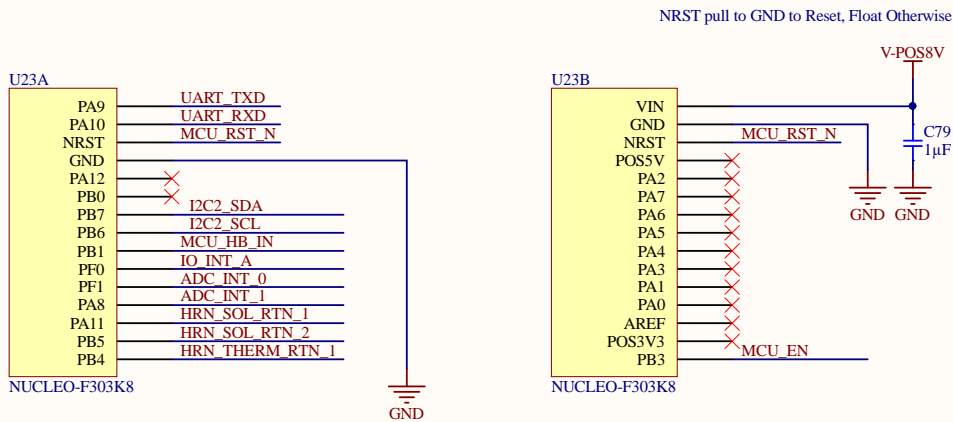 NRST pull to GND to Reset, Float Otherwise
V-POS8V
U23A
PA9 UART_TXD
PA10 UART_RXD
NRST MCU_RST_N
GND
PA12
PB0
PB7 I2C2_SDA
PB6 I2C2_SCL
PB1 MCU_HB_IN
PF0 IO_INT_A
PF1 ADC_INT_0
PA8 ADC_INT_1
PA11 HRN_SOL_RTN_1
PB5 HRN_SOL_RTN_2
PB4 HRN_THERM_RTN_1
NUCLEO-F303K8
GND
U23B
VIN
GND
NRST MCU_RST_N
POS5V
PA2
PA7
PA6
PA5
PA4
PA3
PA1
PA0
AREF
POS3V3
PB3 MCU_EN
NUCLEO-F303K8
C79
1µF
GND
GND